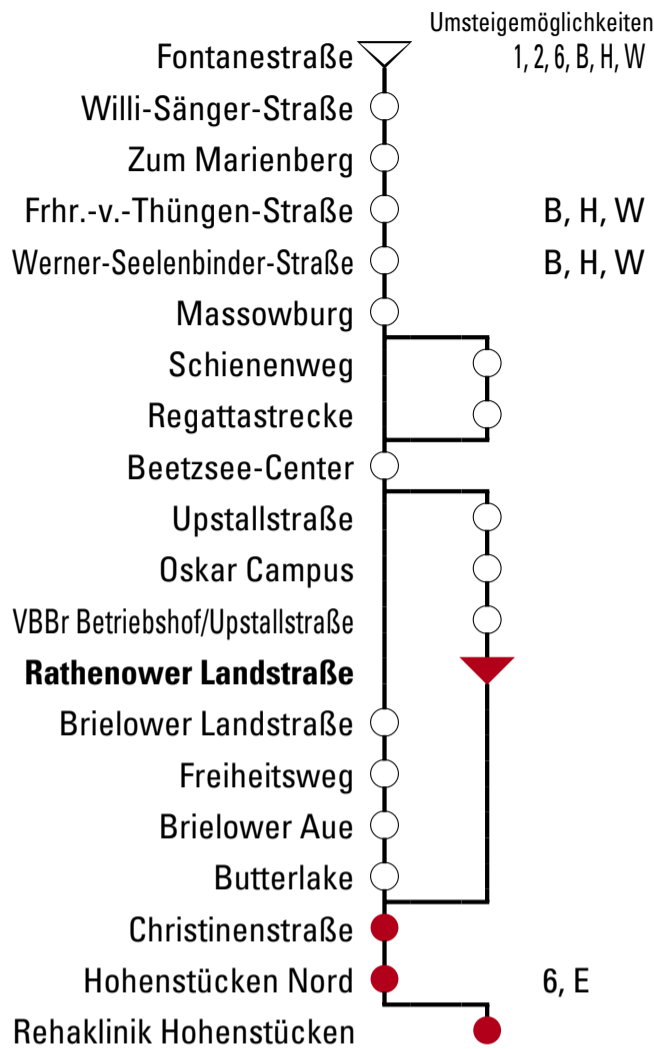 Umsteigemöglichkeiten
Fontanestraße 1, 2, 6, B, H, W
Willi-Sänger-Straße
Zum Marienberg
Frhr.-v.-Thüngen-Straße B, H, W
Werner-Seelenbinder-Straße B, H, W
Massowburg
Schienenweg
Regattastrecke
Beetzsee-Center
Upstallstraße
Oskar Campus
VBBr Betriebshof/Upstallstraße
Rathenower Landstraße
Brielower Landstraße
Freiheitsweg
Brielower Aue
Butterlake
Christinenstraße
Hohenstücken Nord 6, E
Rehaklinik Hohenstücken